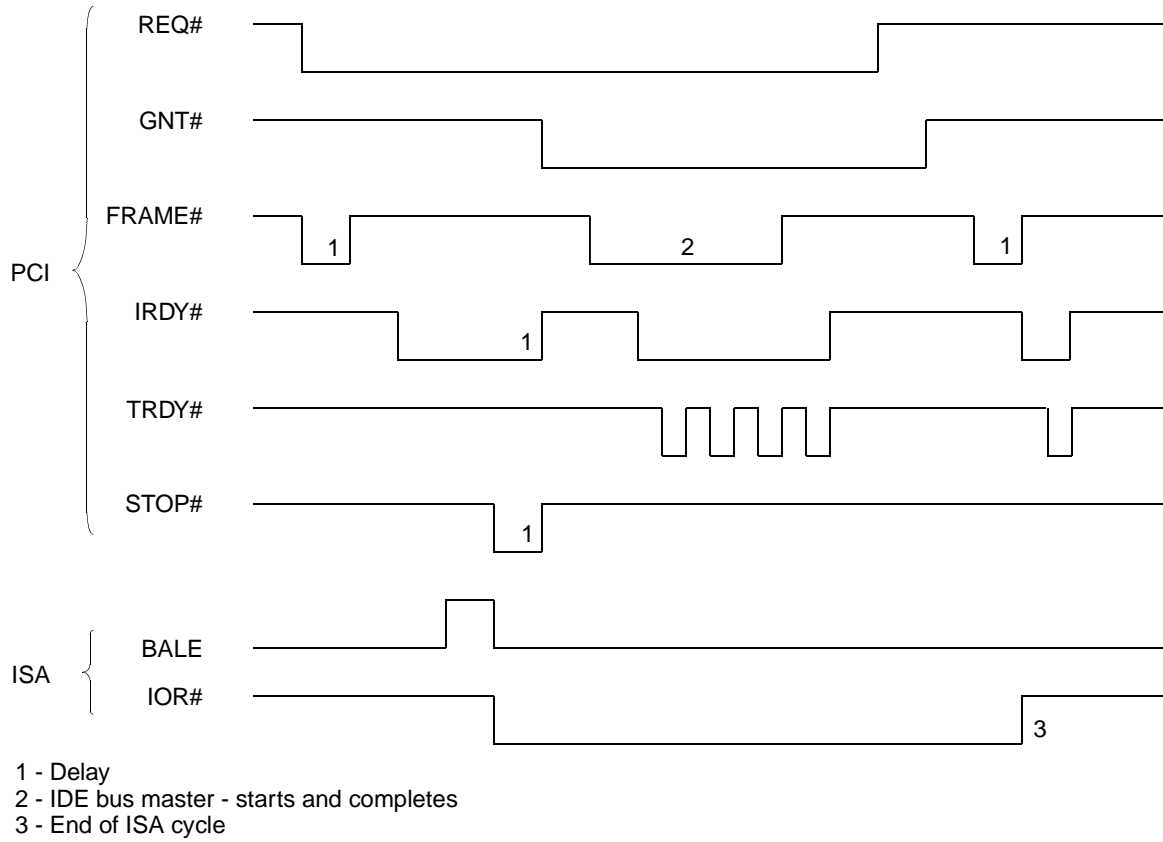 REQ#
GNT#
FRAME#
1
2
1
PCI
IRDY#
1
TRDY#
STOP#
1
BALE
ISA
IOR#
3
1 - Delay
2 - IDE bus master - starts and completes
3 - End of ISA cycle